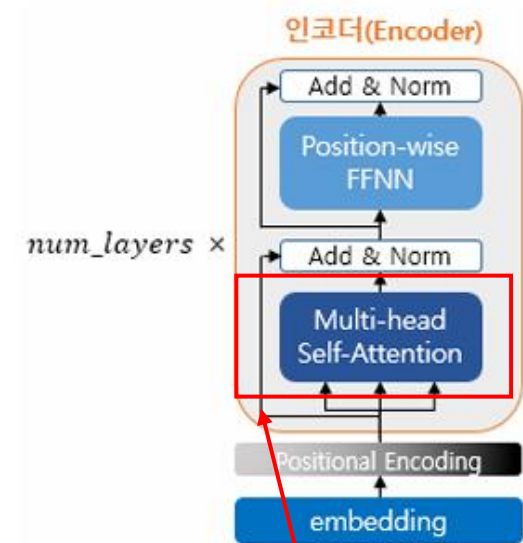 인코더(Encoder)
Add & Norm
Position-wise
FFNN
num_layers ×
Add & Norm
Multi-head
Self-Attention
Positional Encoding
embedding